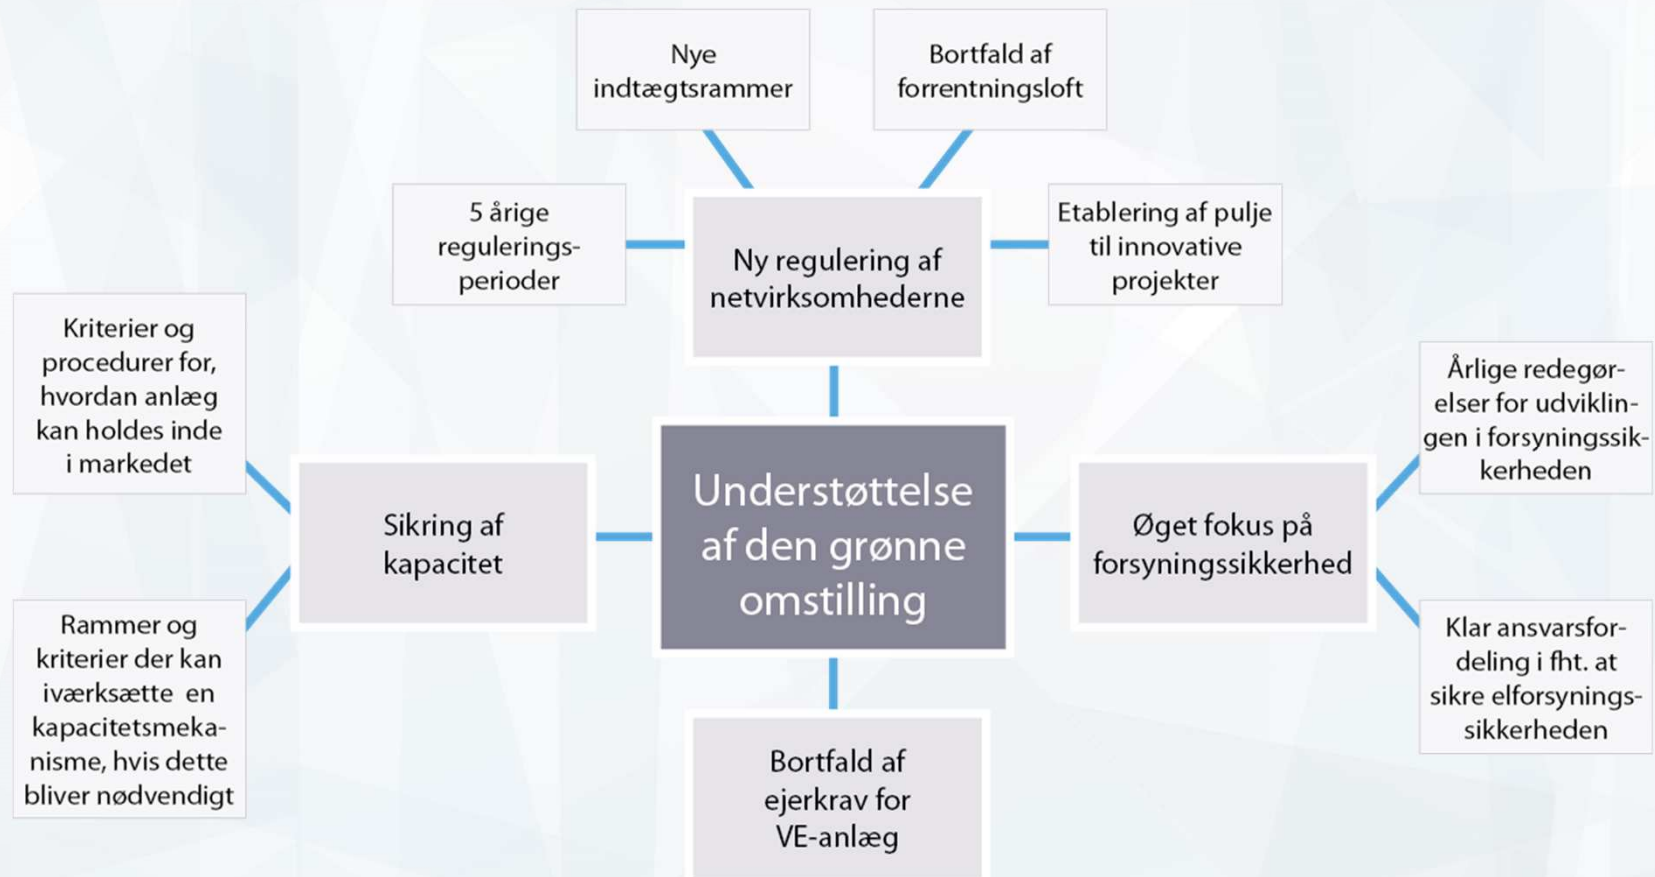 Nye
indtægtsrammer
Bortfald af
forrentningsloft
5 årige
regulerings-
perioder
Ny regulering af
netvirksomhederne
Etablering af pulje
til innovative
projekter
Kriterier og
procedurer for,
hvordan anlæg
kan holdes inde
i markedet
Rammer og
kriterier der kan
iværksætte en
kapacitetsmeka-
nisme, hvis dette
bliver nødvendigt
Sikring af
kapacitet
Understøttelse
af den grønne
omstilling
Øget fokus på
forsyningssikkerhed
Årlige redegør-
elser for udviklin-
gen i forsyningssik-
kerheden
Klar ansvarsfor-
deling i fht. at
sikre elforsynings-
sikkerheden
Bortfald af
ejerkrav for
VE-anlæg